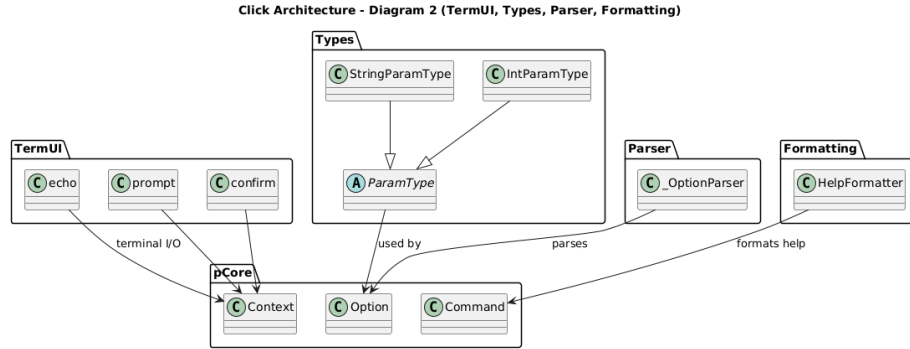 Click Architecture - Diagram 2 (TermUI, Types, Parser, Formatting)
Types
C StringParamType
C IntParamType
TermUI
C echo
C prompt
C confirm
A ParamType
Parser
C _OptionParser
Formatting
C HelpFormatter
terminal I/O
used by
parses
formats help
pCore
C Context
C Option
C Command